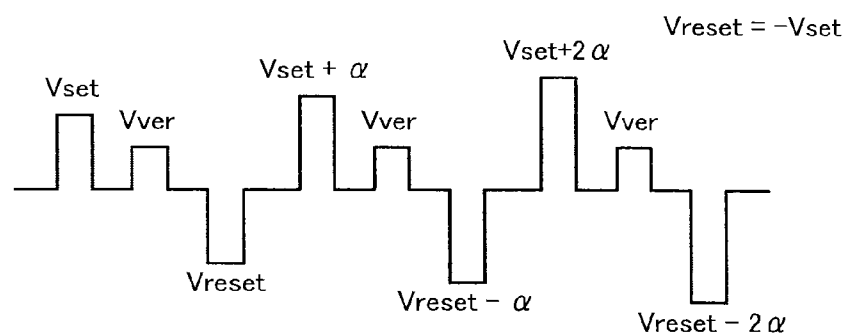 Vreset = -Vset
Vset
Vver
Vreset
Vset + α
Vver
Vreset - α
Vset+2α
Vver
Vreset - 2α